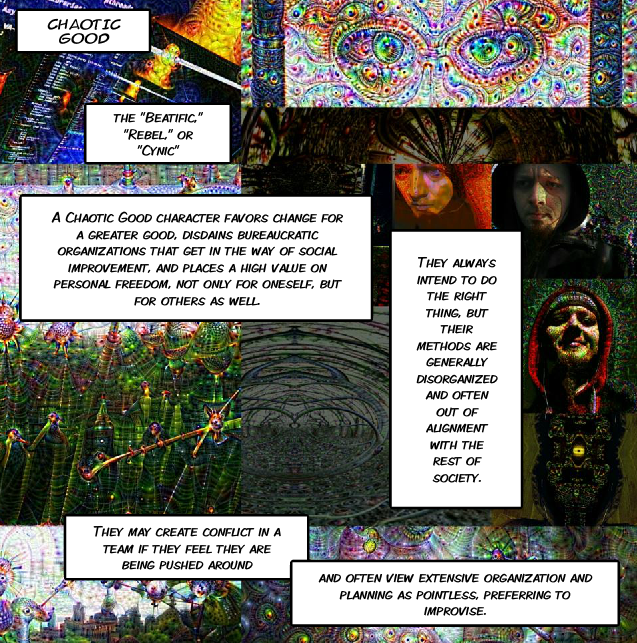 CHAOTIC
GOOD
THE "BEATIFIC,"
"REBEL," OR
"CYNIC"
A CHAOTIC GOOD CHARACTER FAVORS CHANGE FOR
A GREATER GOOD, DISDAINS BUREAUCRATIC
ORGANIZATIONS THAT GET IN THE WAY OF SOCIAL
IMPROVEMENT, AND PLACES A HIGH VALUE ON
PERSONAL FREEDOM, NOT ONLY FOR ONESELF, BUT
FOR OTHERS AS WELL.
THEY ALWAYS
INTEND TO DO
THE RIGHT
THING, BUT
THEIR
METHODS ARE
GENERALLY
DISORGANIZED
AND OFTEN
OUT OF
ALIGNMENT
WITH THE
REST OF
SOCIETY.
THEY MAY CREATE CONFLICT IN A
TEAM IF THEY FEEL THEY ARE
BEING PUSHED AROUND
AND OFTEN VIEW EXTENSIVE ORGANIZATION AND
PLANNING AS POINTLESS, PREFERRING TO
IMPROVISE.